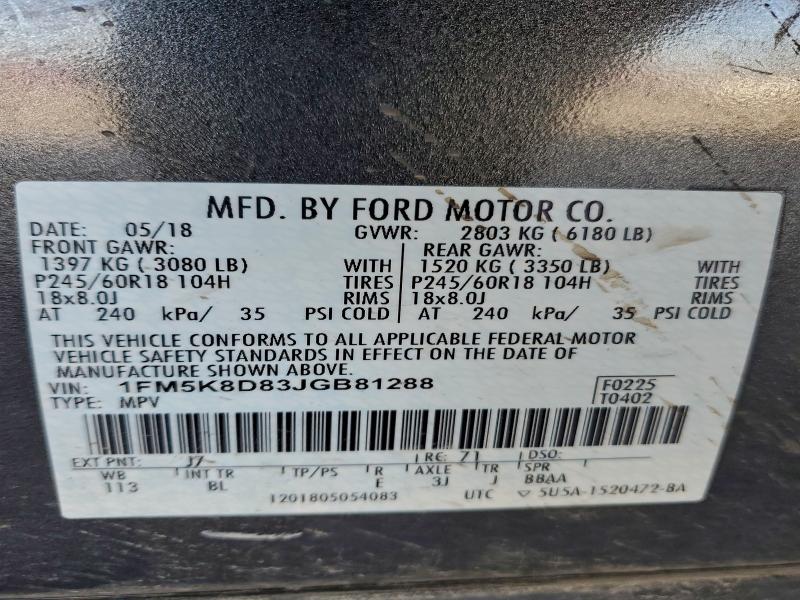 MFD. BY FORD MOTOR CO.
DATE: 05/18 GVWR: 2803 KG ( 6180 LB)
FRONT GAWR: REAR GAWR:
1397 KG ( 3080 LB) WITH 1520 KG ( 3350 LB) WITH
P245/60R18 104H TIRES P245/60R18 104H TIRES
18x8.0J RIMS 18x8.0J RIMS
AT 240 kPa/ 35 PSI COLD AT 240 kPa/ 35 PSI COLD
THIS VEHICLE CONFORMS TO ALL APPLICABLE FEDERAL MOTOR
VEHICLE SAFETY STANDARDS IN EFFECT ON THE DATE OF
MANUFACTURE SHOWN ABOVE.
VIN: 1FM5K8D83JGB81288 F0225
TYPE: MPV T0402
EXT PNT: J7 RC: 71 DSO:
WB INT TR TP/PS R AXLE TR SPR
113 BL E 3J J BBAA
1201805054083 UTC ▽ 5U5A-1520472-BA